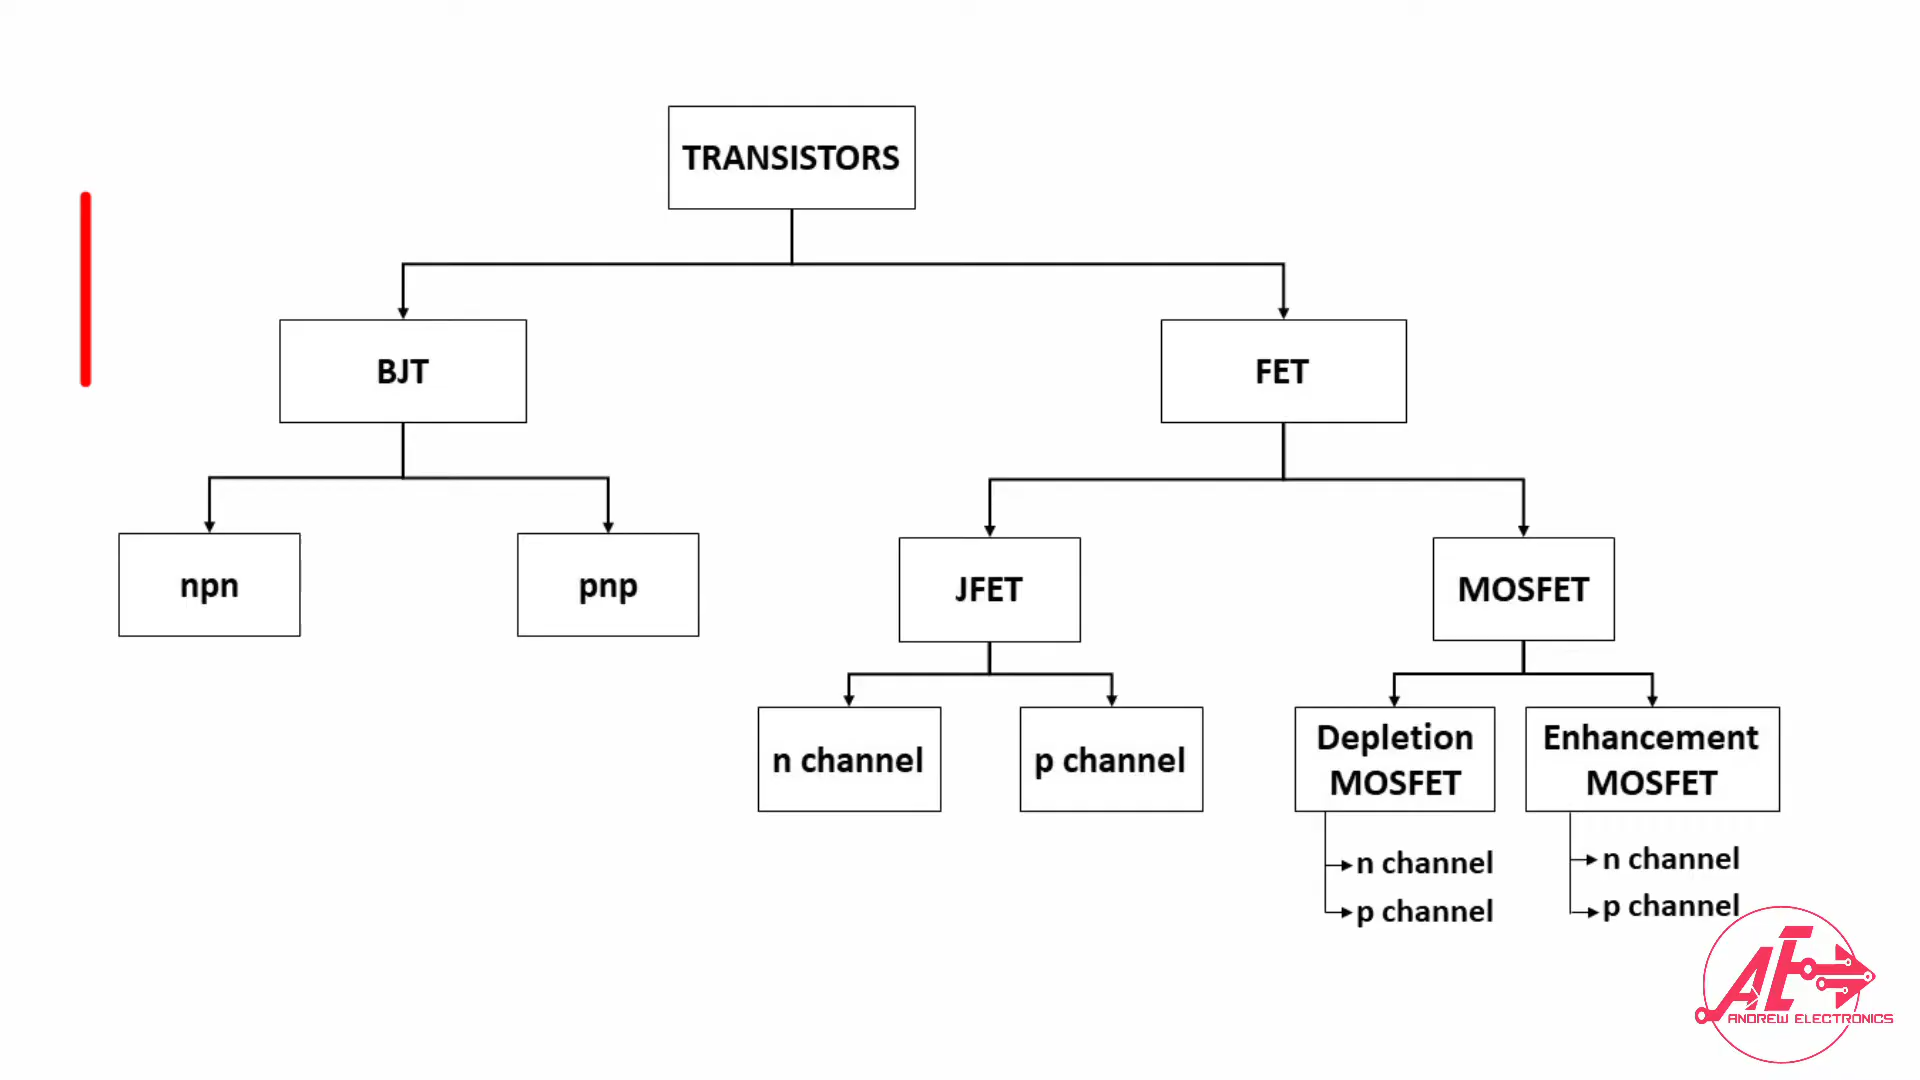 TRANSISTORS
BJT
FET
npn
pnp
JFET
MOSFET
n channel
p channel
Depletion
MOSFET
Enhancement
MOSFET
n channel
p channel
n channel
p channel
AE
ANDREW ELECTRONICS